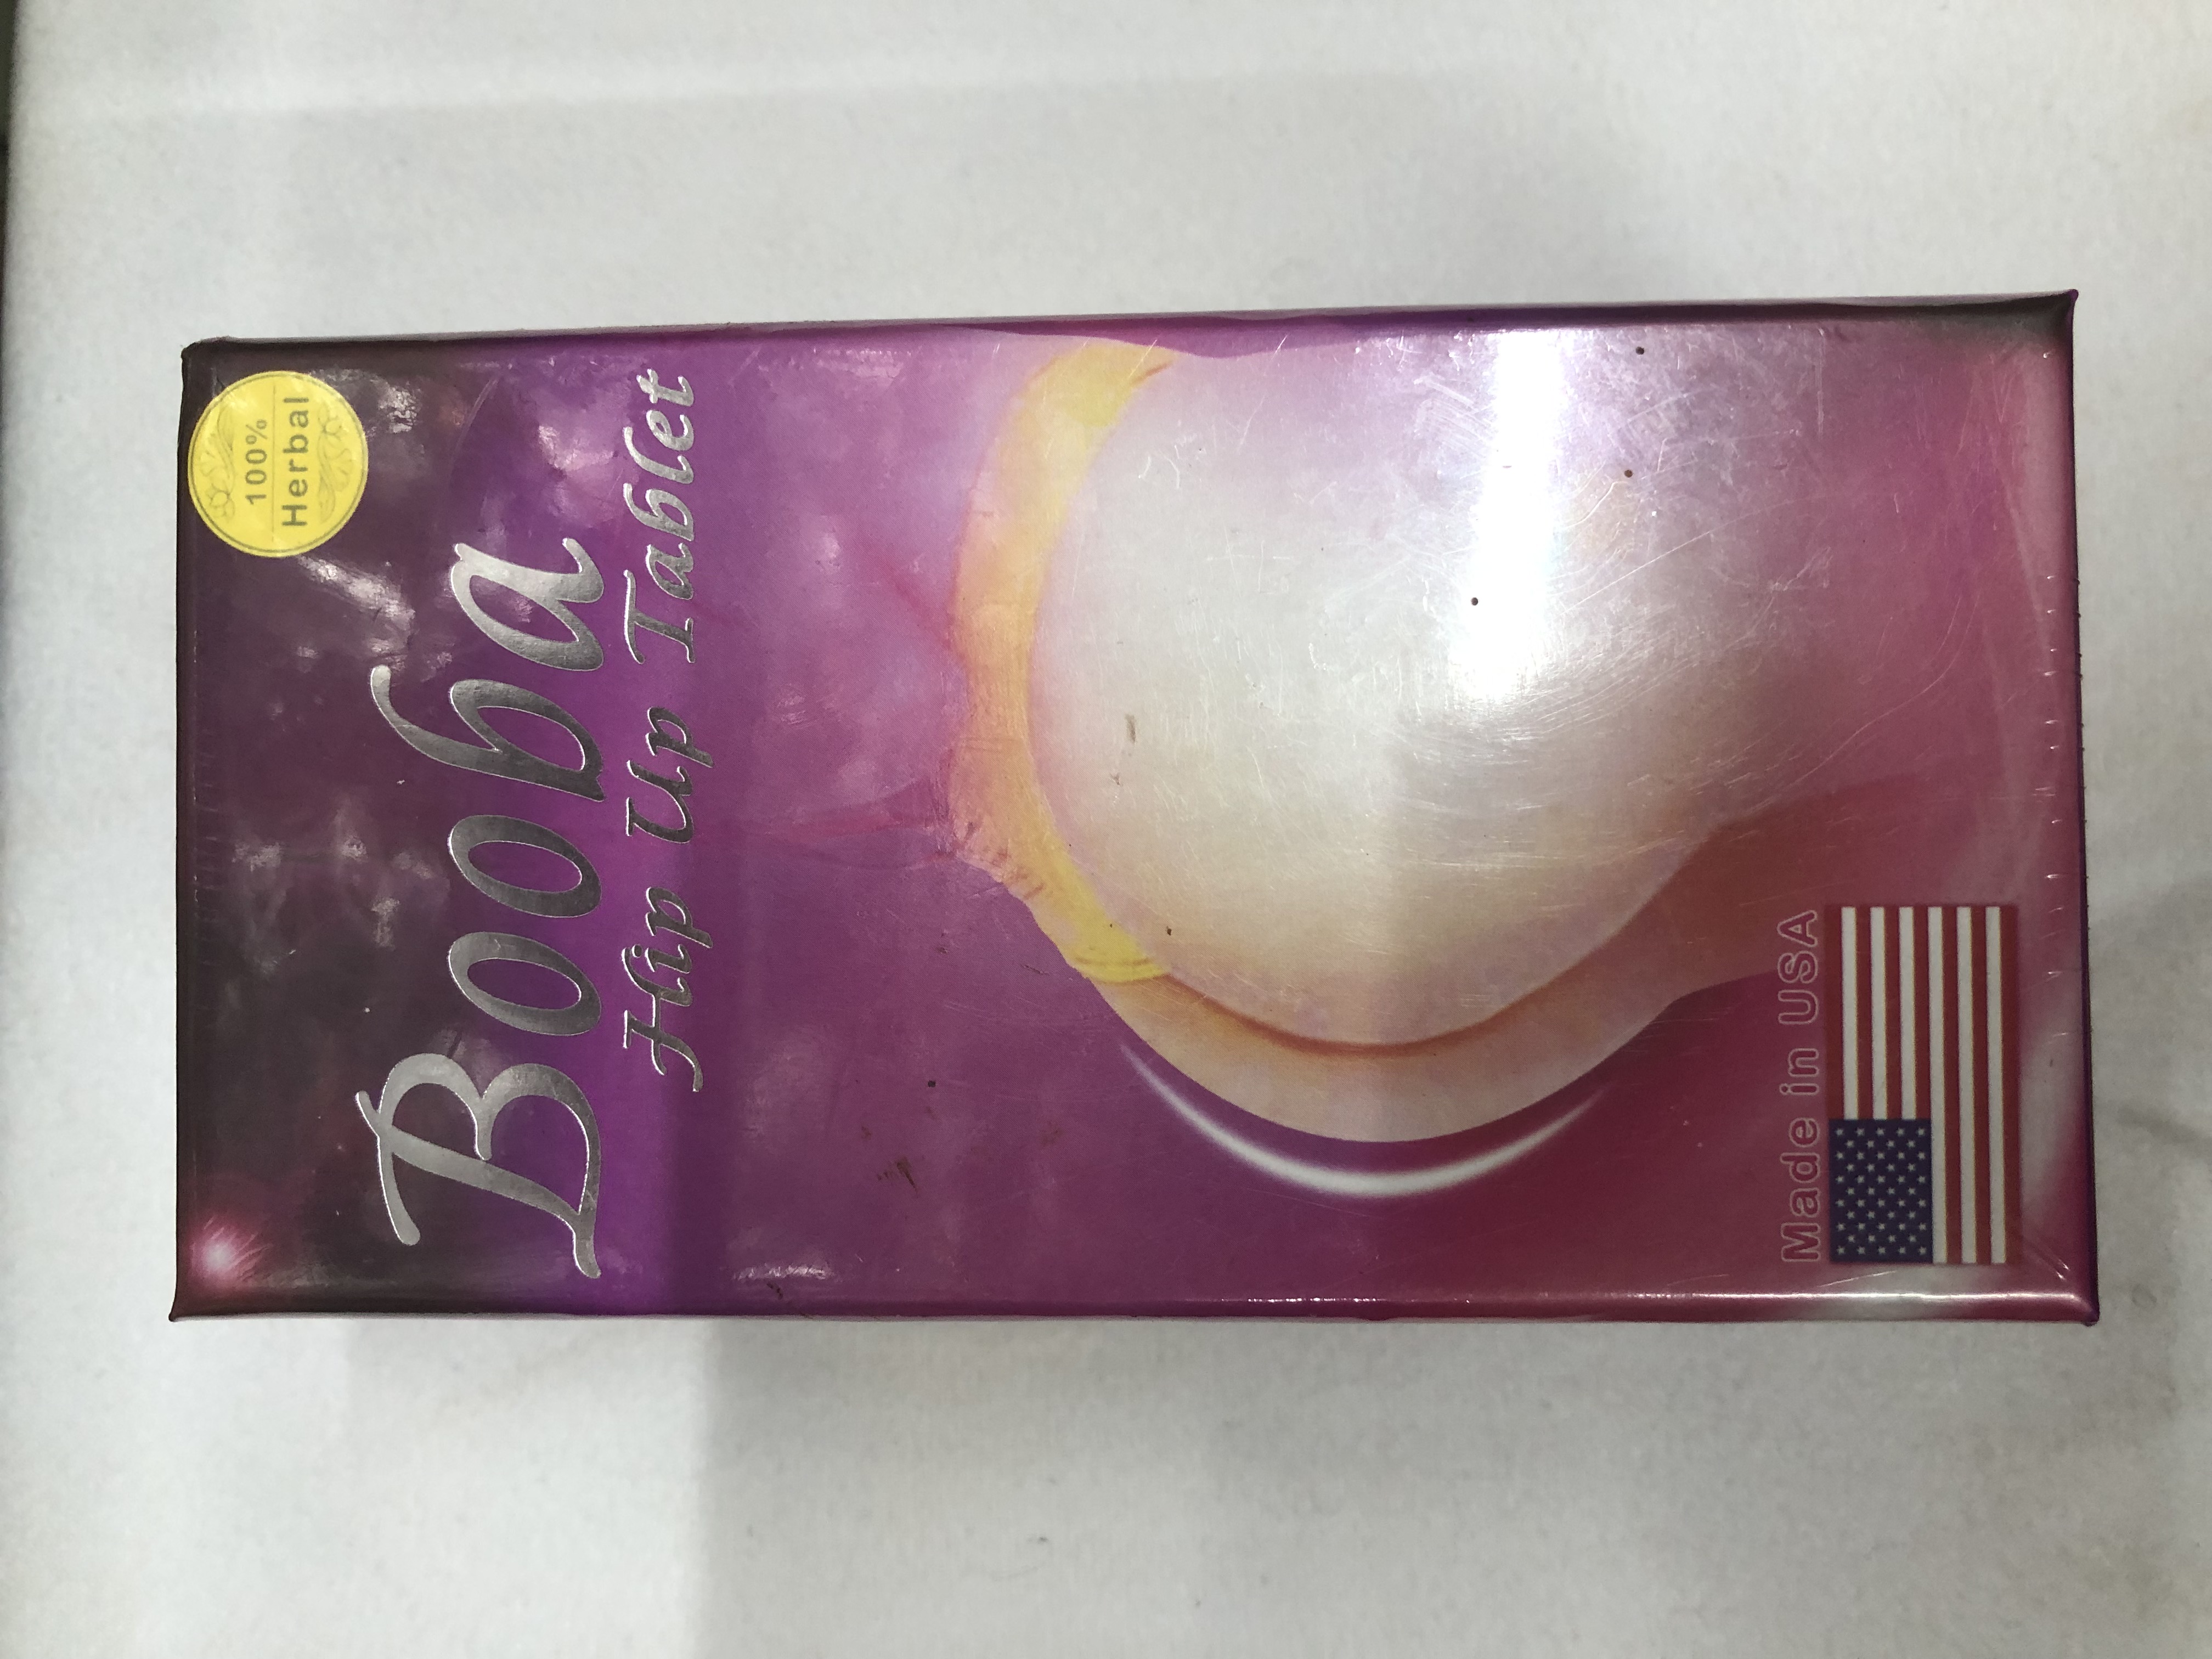 100%
Herbal
Booba
Hip Up Tablet
Made in USA